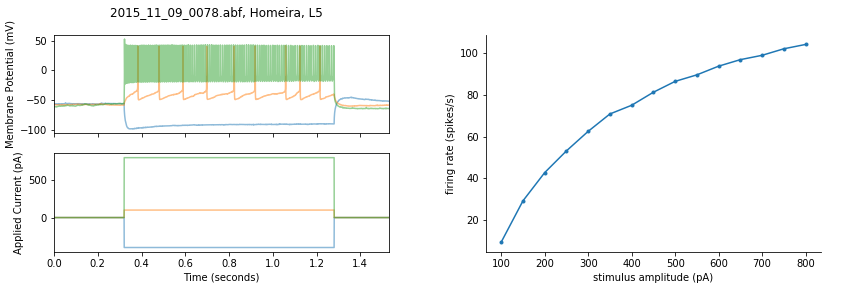 2015_11_09_0078.abf, Homeira, L5
Membrane Potential (mV)
50
0
−50
−100
Applied Current (pA)
500
0
0.0 0.2 0.4 0.6 0.8 1.0 1.2 1.4
Time (seconds)
firing rate (spikes/s)
100
80
60
40
20
100 200 300 400 500 600 700 800
stimulus amplitude (pA)